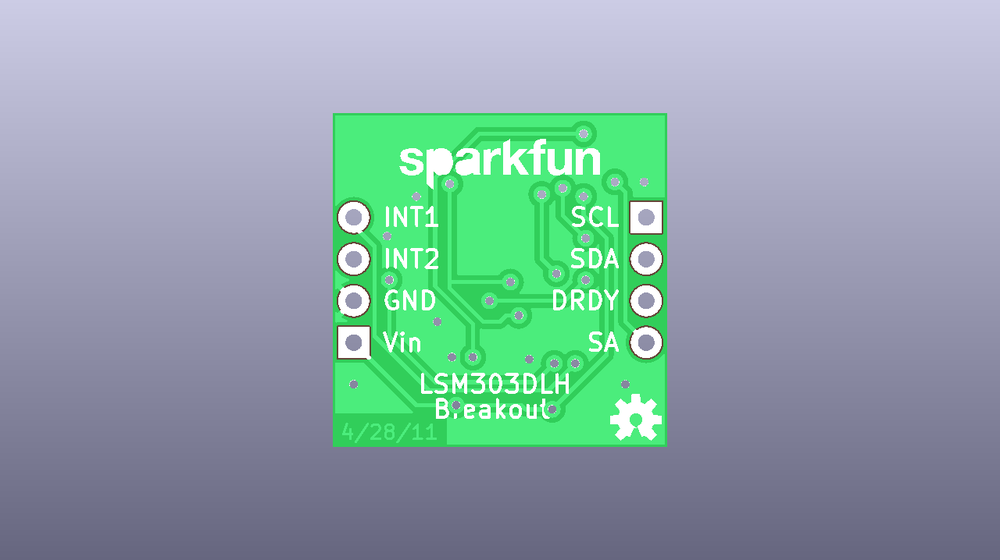 sparkfun
INT1 SCL
INT2 SDA
GND DRDY
Vin SA
LSM303DLH
Breakout
4/28/11